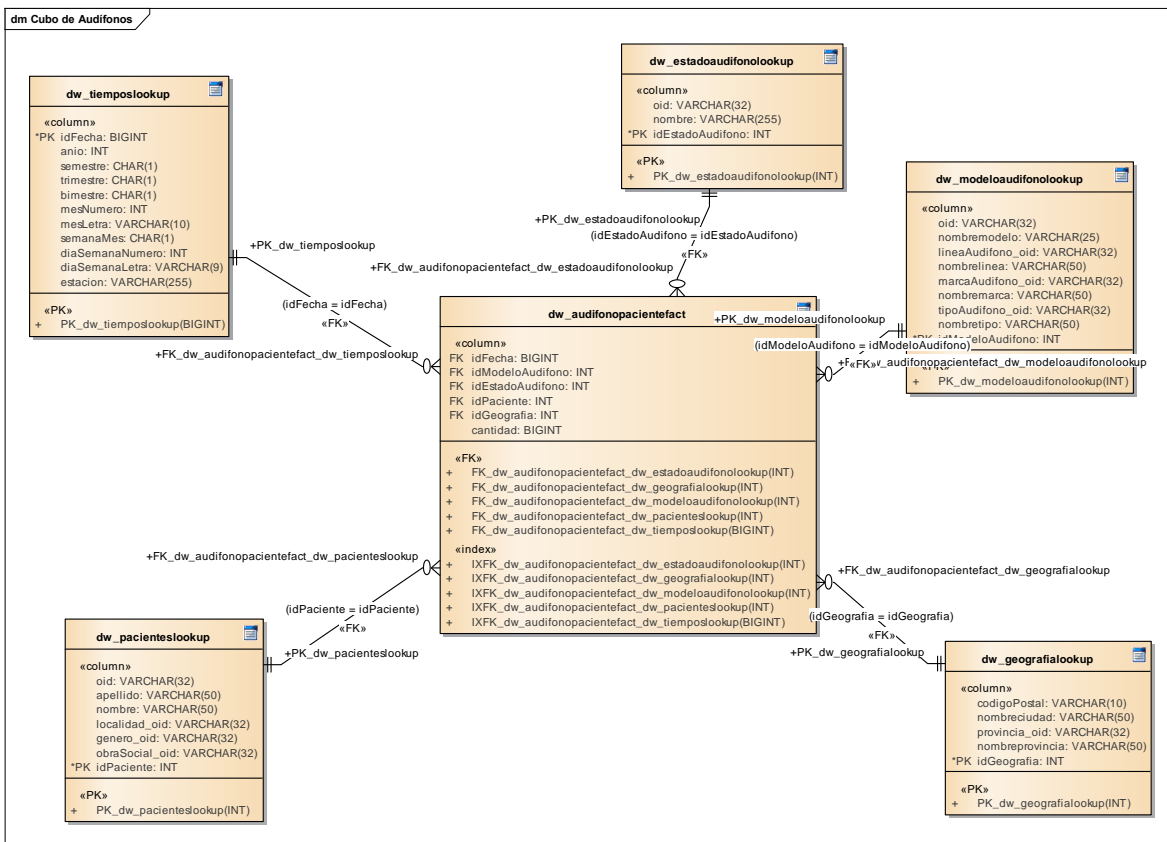 dm Cubo de Audífonos
dw_tiemposlookup
«column»
*PK idFecha: BIGINT
anio: INT
semestre: CHAR(1)
trimestre: CHAR(1)
bimestre: CHAR(1)
mesNumero: INT
mesLetra: VARCHAR(10)
semanaMes: CHAR(1)
diaSemanaNumero: INT
diaSemanaLetra: VARCHAR(9)
estacion: VARCHAR(255)
«PK»
+ PK_dw_tiemposlookup(BIGINT)
dw_estadoaudifonolookup
«column»
oid: VARCHAR(32)
nombre: VARCHAR(255)
*PK idEstadoAudifono: INT
«PK»
+ PK_dw_estadoaudifonolookup(INT)
dw_modeloaudifonolookup
«column»
oid: VARCHAR(32)
nombremodelo: VARCHAR(25)
lineaAudifono_oid: VARCHAR(32)
nombrelinea: VARCHAR(50)
marcaAudifono_oid: VARCHAR(32)
nombremarca: VARCHAR(50)
tipoAudifono_oid: VARCHAR(32)
nombretipo: VARCHAR(50)
INT
+ PK_dw_modeloaudifonolookup(INT)
+PK_dw_tiemposlookup
(idFecha = idFecha)
«FK»
+FK_dw_audifonopacientefact_dw_tiemposlookup
+PK_dw_estadoaudifonolookup
(idEstadoAudifono = idEstadoAudifono)
«FK»
+FK_dw_audifonopacientefact_dw_estadoaudifonolookup
+PK_dw_modeloaudifonolookup
(idModeloAudifono = idModeloAudifono)
«FK»
dw_audifonopacientefact
«column»
FK idFecha: BIGINT
FK idModeloAudifono: INT
FK idEstadoAudifono: INT
FK idPaciente: INT
FK idGeografia: INT
cantidad: BIGINT
«FK»
+ FK_dw_audifonopacientefact_dw_estadoaudifonolookup(INT)
+ FK_dw_audifonopacientefact_dw_geografialookup(INT)
+ FK_dw_audifonopacientefact_dw_modeloaudifonolookup(INT)
+ FK_dw_audifonopacientefact_dw_pacienteslookup(INT)
+ FK_dw_audifonopacientefact_dw_tiemposlookup(BIGINT)
«index»
+ IXFK_dw_audifonopacientefact_dw_estadoaudifonolookup(INT)
+ IXFK_dw_audifonopacientefact_dw_geografialookup(INT)
+ IXFK_dw_audifonopacientefact_dw_modeloaudifonolookup(INT)
+ IXFK_dw_audifonopacientefact_dw_pacienteslookup(INT)
+ IXFK_dw_audifonopacientefact_dw_tiemposlookup(BIGINT)
+FK_dw_audifonopacientefact_dw_pacienteslookup
(idPaciente = idPaciente)
«FK»
+PK_dw_pacienteslookup
+FK_dw_audifonopacientefact_dw_geografialookup
(idGeografia = idGeografia)
«FK»
+PK_dw_geografialookup
dw_pacienteslookup
«column»
oid: VARCHAR(32)
apellido: VARCHAR(50)
nombre: VARCHAR(50)
localidad_oid: VARCHAR(32)
genero_oid: VARCHAR(32)
obraSocial_oid: VARCHAR(32)
*PK idPaciente: INT
«PK»
+ PK_dw_pacienteslookup(INT)
dw_geografialookup
«column»
codigoPostal: VARCHAR(10)
nombreciudad: VARCHAR(50)
provincia_oid: VARCHAR(32)
nombreprovincia: VARCHAR(50)
*PK idGeografia: INT
«PK»
+ PK_dw_geografialookup(INT)